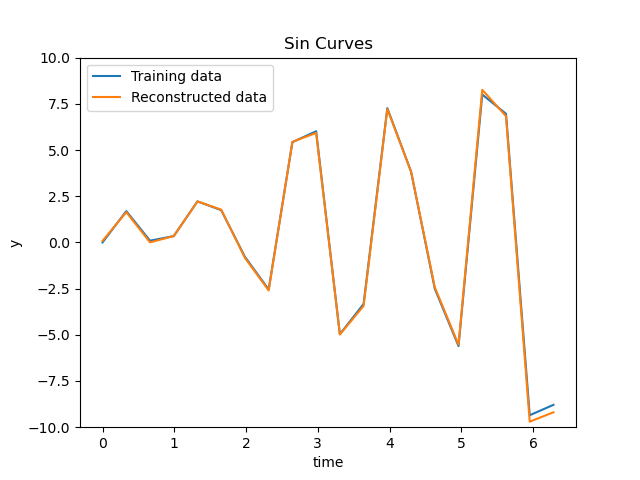 Sin Curves
Training data
Reconstructed data
10.0
7.5
5.0
2.5
0.0
−2.5
−5.0
−7.5
−10.0
y
0 1 2 3 4 5 6
time